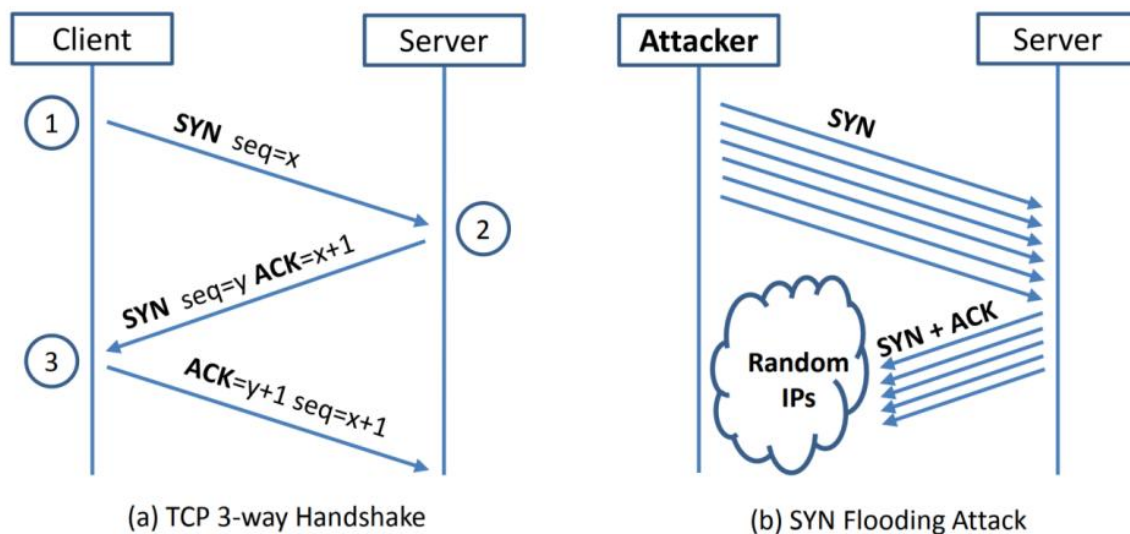 Client
Server
1
SYN seq=x
2
SYN seq=y ACK=x+1
3
ACK=y+1 seq=x+1
(a) TCP 3-way Handshake
Attacker
Server
SYN
SYN + ACK
Random
IPs
(b) SYN Flooding Attack